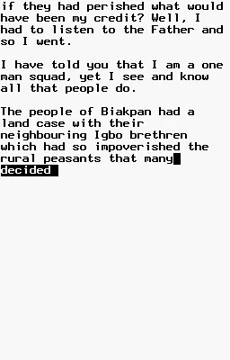 if they had perished what would
have been my credit? Well, I
had to listen to the Father and
so I went.
I have told you that I am a one
man squad, yet I see and know
all that people do.
The people of Biakpan had a
land case with their
neighbouring Igbo brethren
which had so impoverished the
rural peasants that many
decided